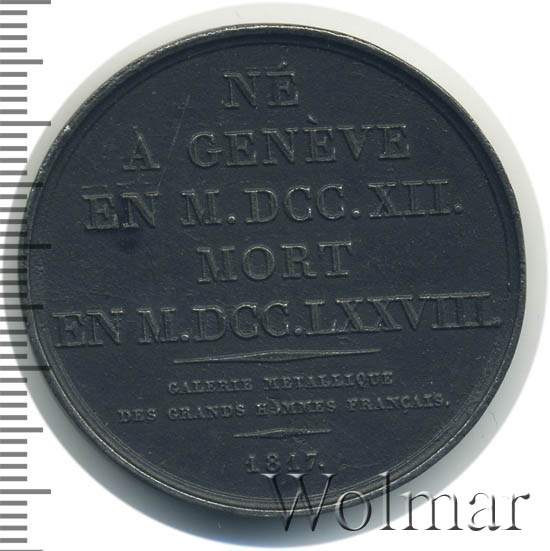 NÉ
A GENÈVE
EN M.DCC.XII.
MORT
EN M.DCC.LXXVIII.
GALERIE METALLIQUE
DES GRANDS HOMMES FRANÇAIS.
1817.
Wolmar